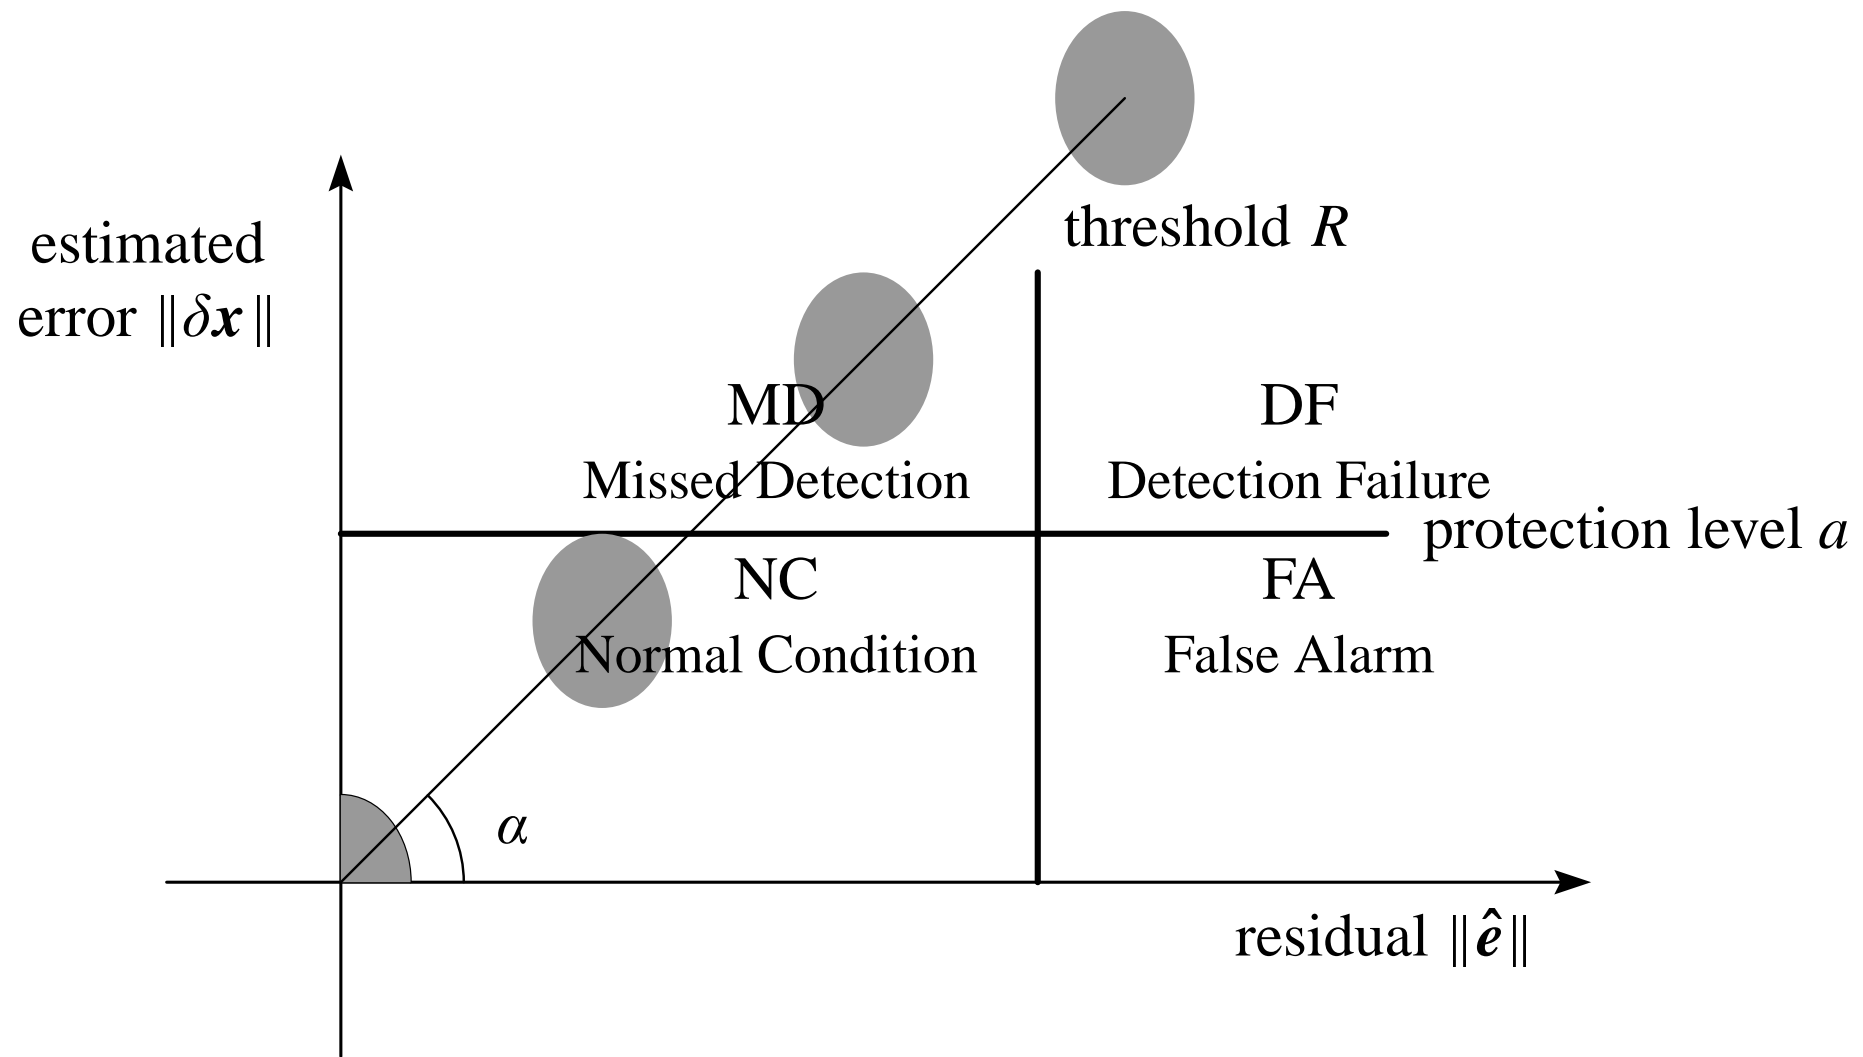 threshold R
estimated
error ‖δx‖
MD
DF
Missed Detection
Detection Failure
protection level a
NC
FA
Normal Condition
False Alarm
α
residual ‖ê‖